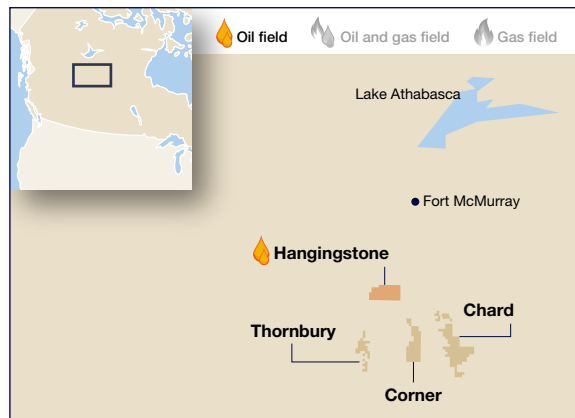 Oil field
Oil and gas field
Gas field
Lake Athabasca
Fort McMurray
Hangingstone
Chard
Thornbury
Corner